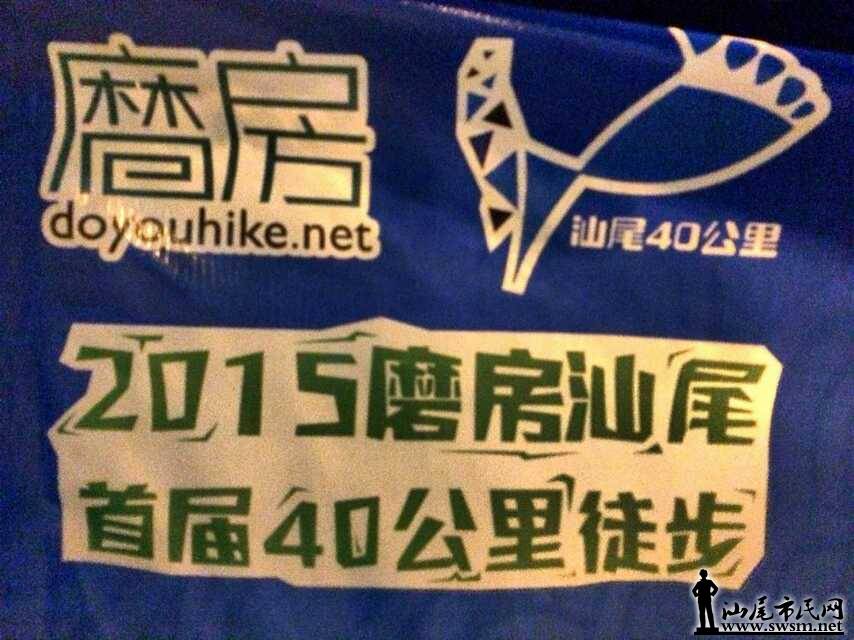 磨房
doyouhike.net
汕尾40公里
2015磨房汕尾
首届40公里徒步
汕尾市民网
www.swsm.net